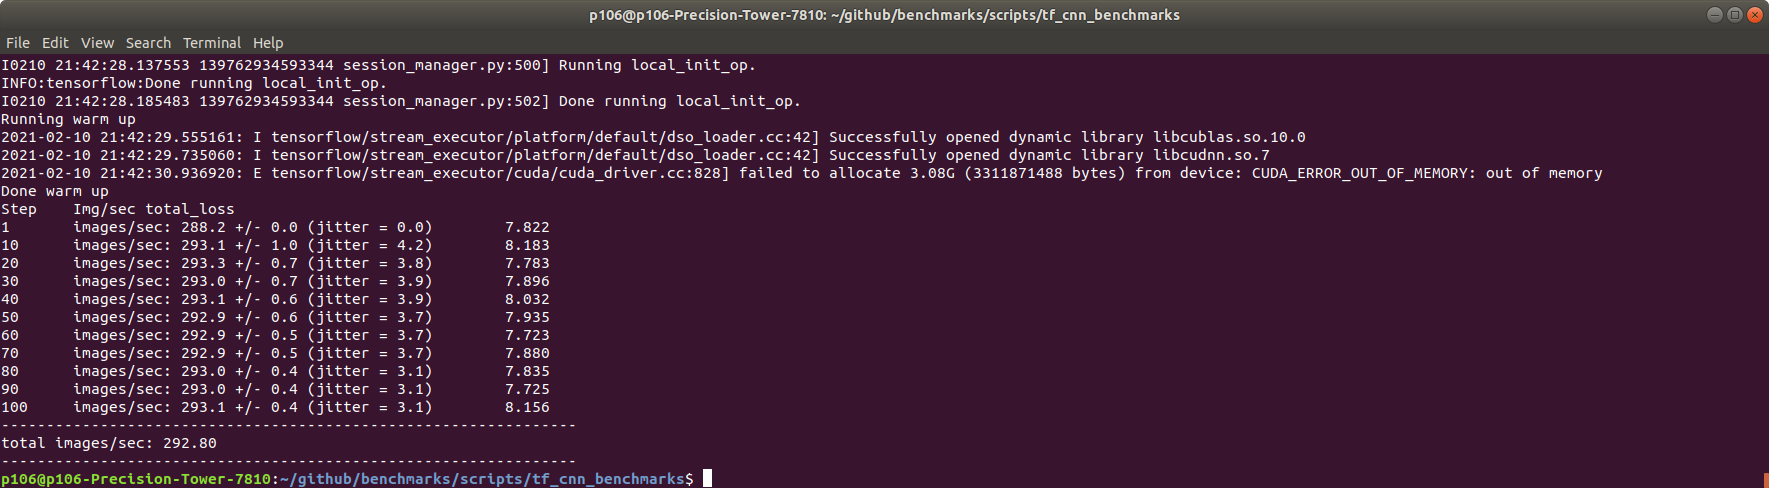 p106@p106-Precision-Tower-7810: ~/github/benchmarks/scripts/tf_cnn_benchmarks
File Edit View Search Terminal Help
I0210 21:42:28.137553 139762934593344 session_manager.py:500] Running local_init_op.
INFO:tensorflow:Done running local_init_op.
I0210 21:42:28.185483 139762934593344 session_manager.py:502] Done running local_init_op.
Running warm up
2021-02-10 21:42:29.555161: I tensorflow/stream_executor/platform/default/dso_loader.cc:42] Successfully opened dynamic library libcublas.so.10.0
2021-02-10 21:42:29.735060: I tensorflow/stream_executor/platform/default/dso_loader.cc:42] Successfully opened dynamic library libcudnn.so.7
2021-02-10 21:42:30.936920: E tensorflow/stream_executor/cuda/cuda_driver.cc:828] failed to allocate 3.08G (3311871488 bytes) from device: CUDA_ERROR_OUT_OF_MEMORY: out of memory
Done warm up
Step    Img/sec total_loss
1       images/sec: 288.2 +/- 0.0 (jitter = 0.0)        7.822
10      images/sec: 293.1 +/- 1.0 (jitter = 4.2)        8.183
20      images/sec: 293.3 +/- 0.7 (jitter = 3.8)        7.783
30      images/sec: 293.0 +/- 0.7 (jitter = 3.9)        7.896
40      images/sec: 293.1 +/- 0.6 (jitter = 3.9)        8.032
50      images/sec: 292.9 +/- 0.6 (jitter = 3.7)        7.935
60      images/sec: 292.9 +/- 0.5 (jitter = 3.7)        7.723
70      images/sec: 292.9 +/- 0.5 (jitter = 3.7)        7.880
80      images/sec: 293.0 +/- 0.4 (jitter = 3.1)        7.835
90      images/sec: 293.0 +/- 0.4 (jitter = 3.1)        7.725
100     images/sec: 293.1 +/- 0.4 (jitter = 3.1)        8.156
----------------------------------------------------------------
total images/sec: 292.80
----------------------------------------------------------------
p106@p106-Precision-Tower-7810:~/github/benchmarks/scripts/tf_cnn_benchmarks$